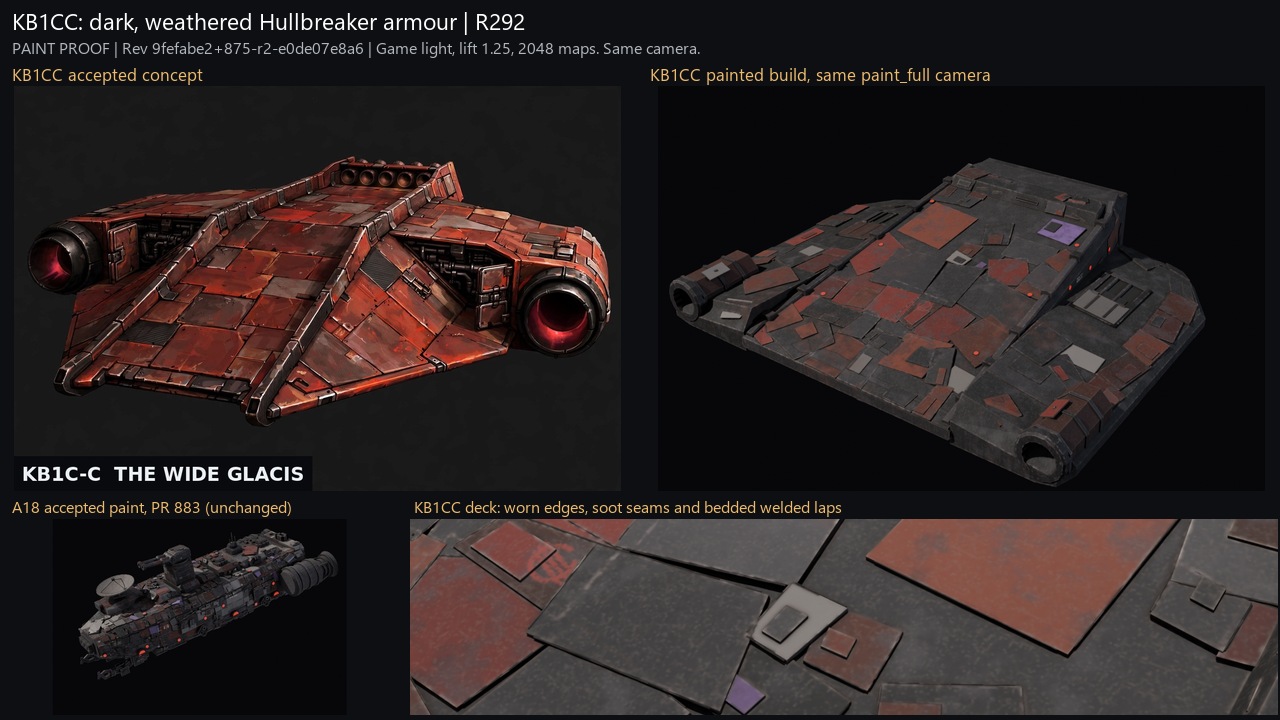 KB1CC: dark, weathered Hullbreaker armour | R292
PAINT PROOF | Rev 9fefabe2+875-r2-e0de07e8a6 | Game light, lift 1.25, 2048 maps. Same camera.
KB1CC accepted concept
KB1CC painted build, same paint_full camera
KB1C-C THE WIDE GLACIS
A18 accepted paint, PR 883 (unchanged)
KB1CC deck: worn edges, soot seams and bedded welded laps